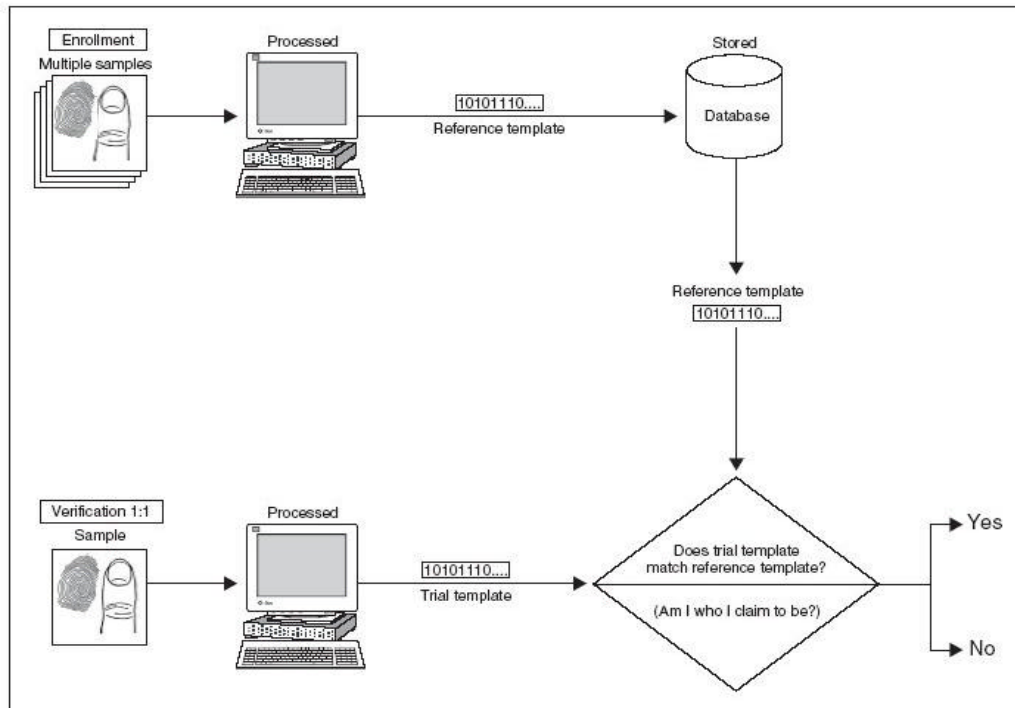 Enrollment
Multiple samples
Processed
10101110....
Reference template
Stored
Database
Reference template
10101110....
Verification 1:1
Sample
Processed
10101110....
Trial template
Does trial template
match reference template?
(Am I who I claim to be?)
Yes
No